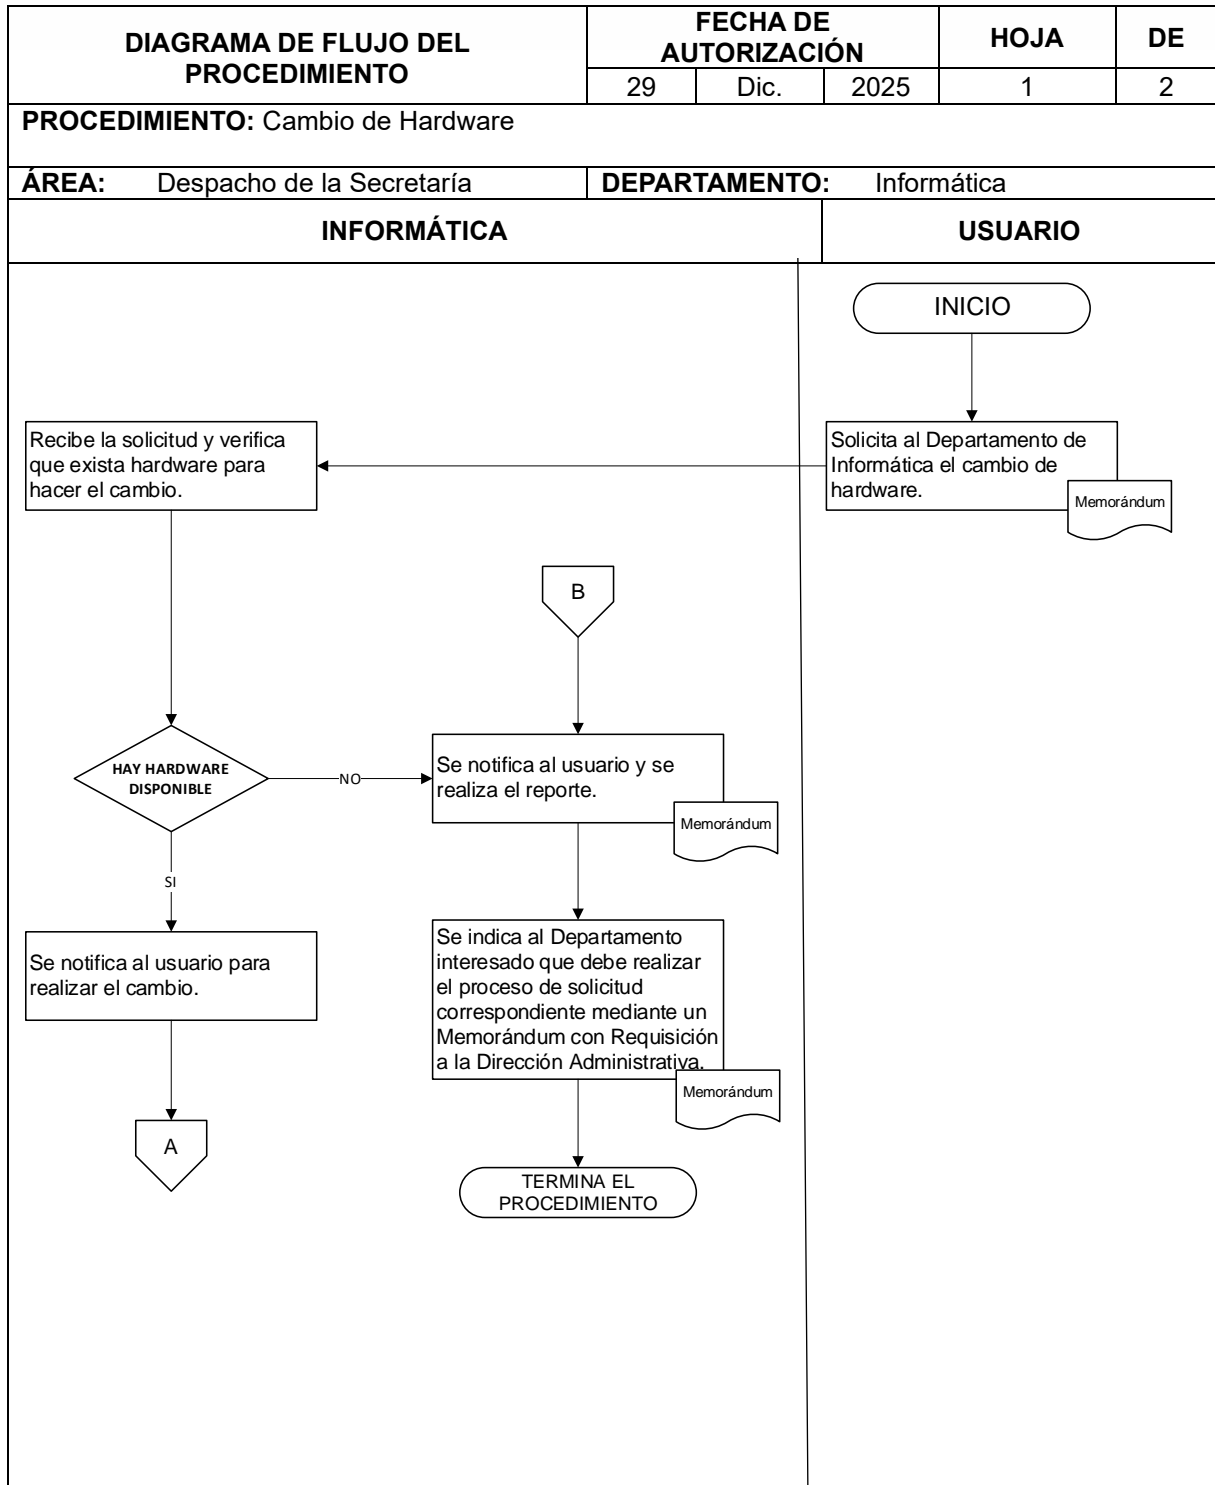 DIAGRAMA DE FLUJO DEL
PROCEDIMIENTO
FECHA DE
AUTORIZACIÓN
HOJA
DE
29
Dic.
2025
1
2
PROCEDIMIENTO: Cambio de Hardware
ÁREA: Despacho de la Secretaría
DEPARTAMENTO: Informática
INFORMÁTICA
USUARIO
INICIO
Solicita al Departamento de
Informática el cambio de
hardware.
Memorándum
Recibe la solicitud y verifica
que exista hardware para
hacer el cambio.
B
HAY HARDWARE
DISPONIBLE
NO
Se notifica al usuario y se
realiza el reporte.
Memorándum
SI
Se notifica al usuario para
realizar el cambio.
Se indica al Departamento
interesado que debe realizar
el proceso de solicitud
correspondiente mediante un
Memorándum con Requisición
a la Dirección Administrativa.
Memorándum
A
TERMINA EL
PROCEDIMIENTO